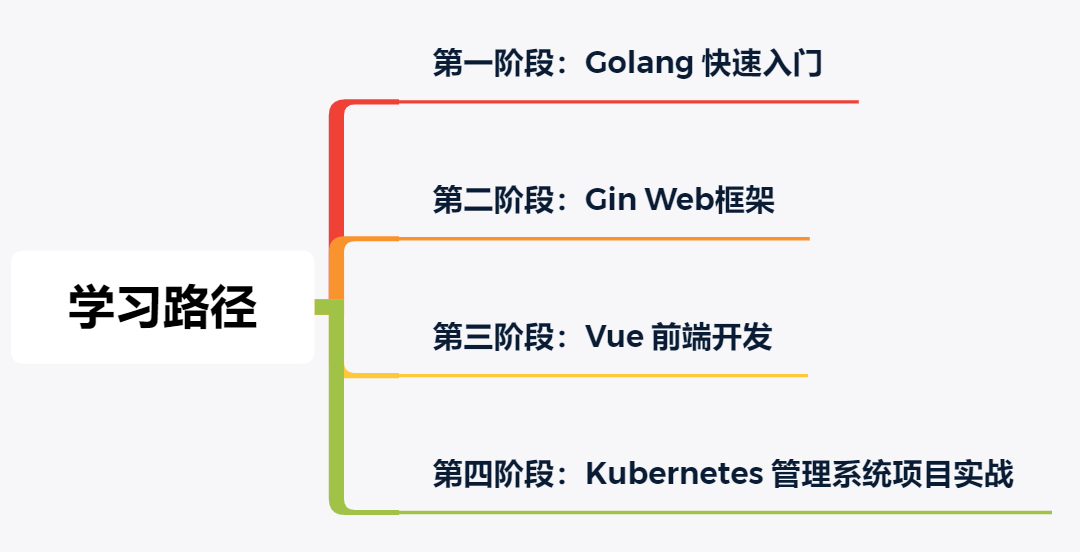 学习路径
第一阶段：Golang 快速入门
第二阶段：Gin Web框架
第三阶段：Vue 前端开发
第四阶段：Kubernetes 管理系统项目实战